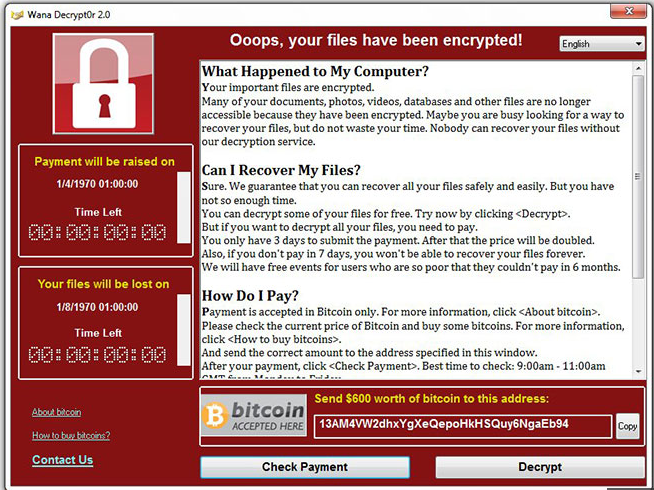 Wana Decrypt0r 2.0
Ooops, your files have been encrypted!
English
What Happened to My Computer?
Your important files are encrypted.
Many of your documents, photos, videos, databases and other files are no longer
accessible because they have been encrypted. Maybe you are busy looking for a way to
recover your files, but do not waste your time. Nobody can recover your files without
our decryption service.
Can I Recover My Files?
Sure. We guarantee that you can recover all your files safely and easily. But you have
not so enough time.
You can decrypt some of your files for free. Try now by clicking <Decrypt>.
But if you want to decrypt all your files, you need to pay.
You only have 3 days to submit the payment. After that the price will be doubled.
Also, if you don't pay in 7 days, you won't be able to recover your files forever.
We will have free events for users who are so poor that they couldn't pay in 6 months.
How Do I Pay?
Payment is accepted in Bitcoin only. For more information, click <About bitcoin>.
Please check the current price of Bitcoin and buy some bitcoins. For more information,
click <How to buy bitcoins>.
And send the correct amount to the address specified in this window.
After your payment, click <Check Payment>. Best time to check: 9:00am - 11:00am
GMT from Monday to Friday.
Payment will be raised on
1/4/1970 01:00:00
Time Left
00:00:00:00
Your files will be lost on
1/8/1970 01:00:00
Time Left
00:00:00:00
About bitcoin
How to buy bitcoins?
Contact Us
bitcoin
ACCEPTED HERE
Send $600 worth of bitcoin to this address:
13AM4VW2dhxYgXeQepoHkHSQuy6NgaEb94
Copy
Check Payment
Decrypt